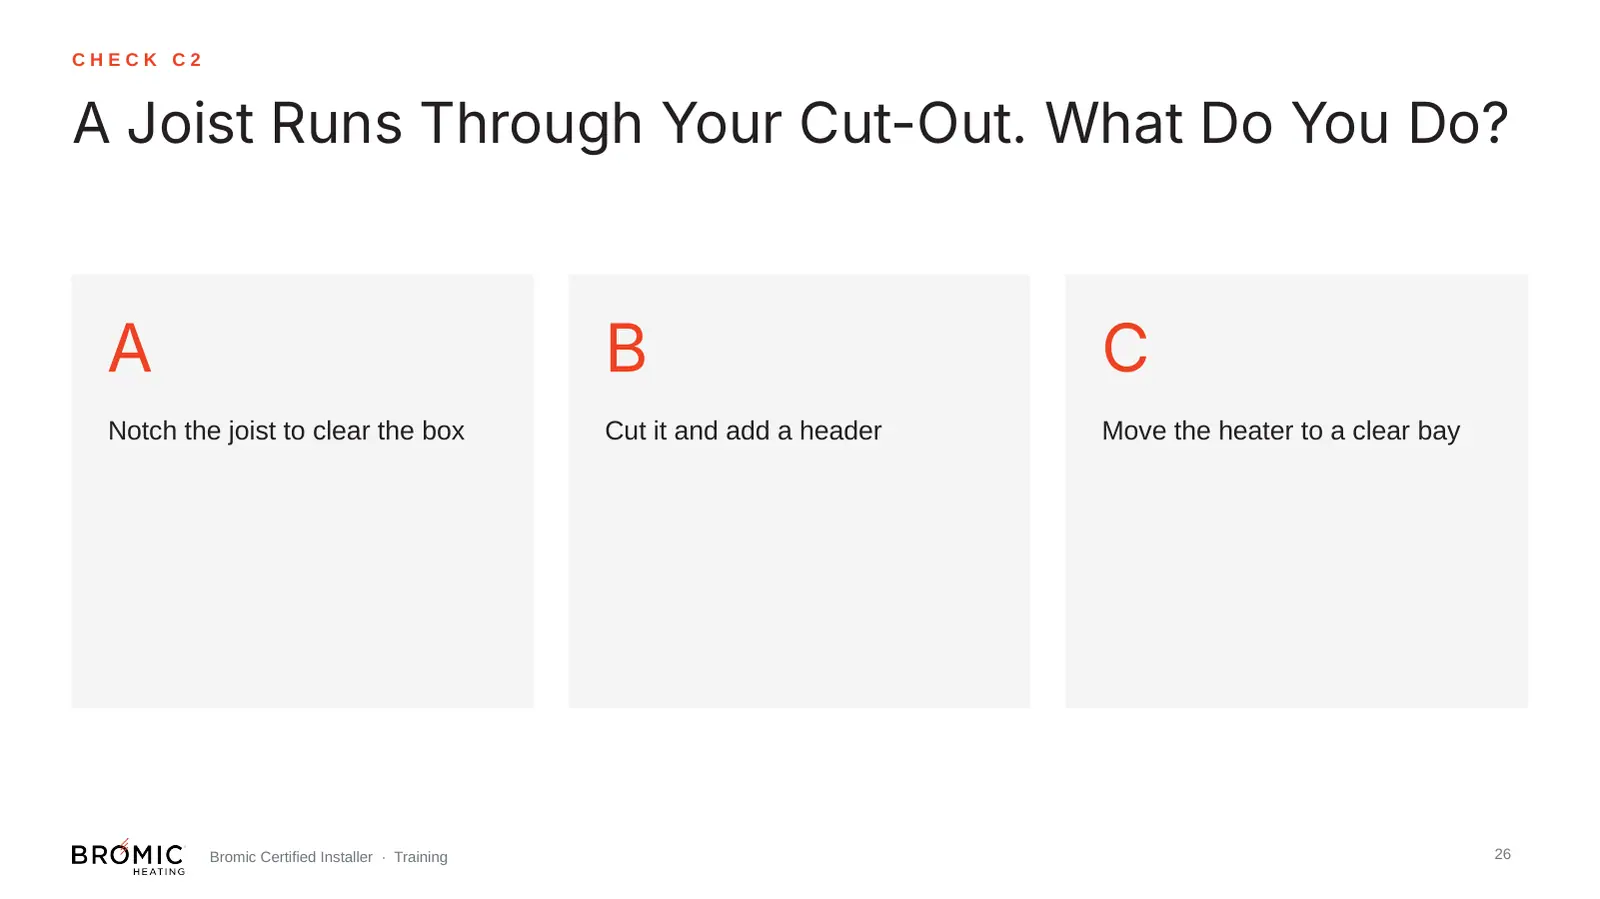 CHECK C2
A Joist Runs Through Your Cut-Out. What Do You Do?
A
Notch the joist to clear the box
B
Cut it and add a header
C
Move the heater to a clear bay
BROMIC
HEATING
Bromic Certified Installer · Training
26